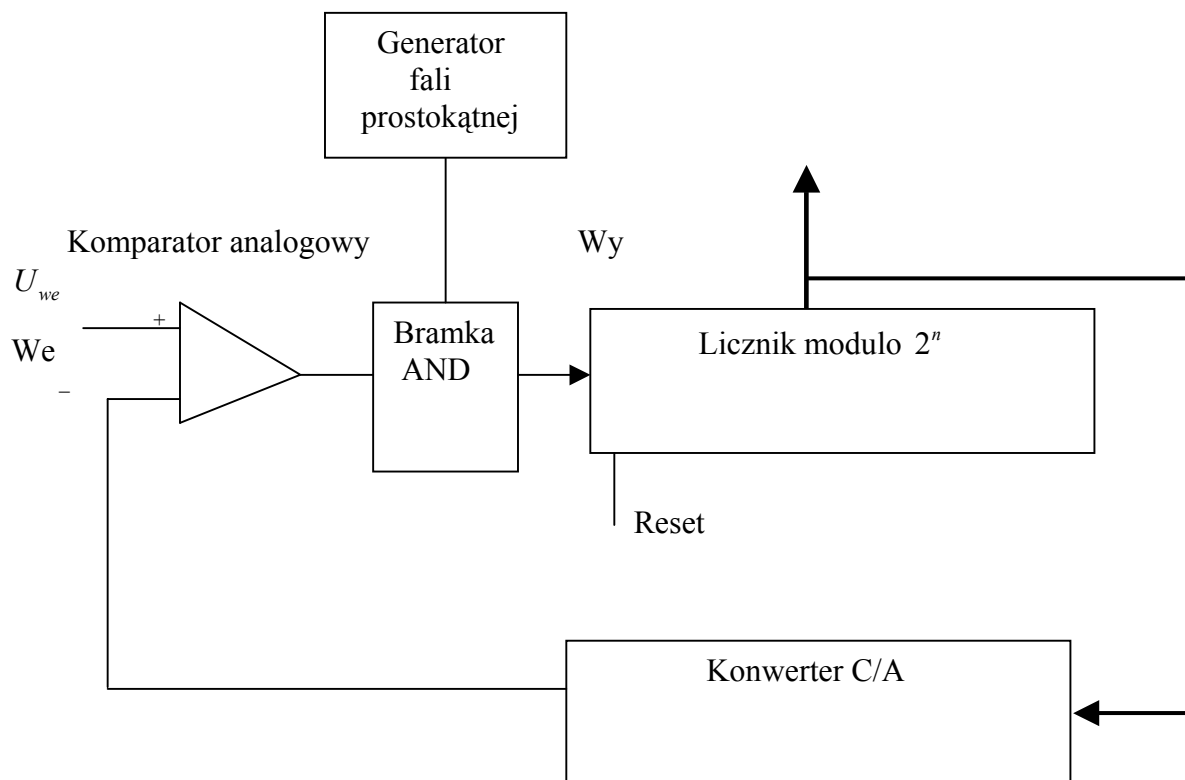 Generator
fali
prostokątnej
Komparator analogowy
Wy
U_we
+
We
−
Bramka
AND
Licznik modulo 2^n
Reset
Konwerter C/A